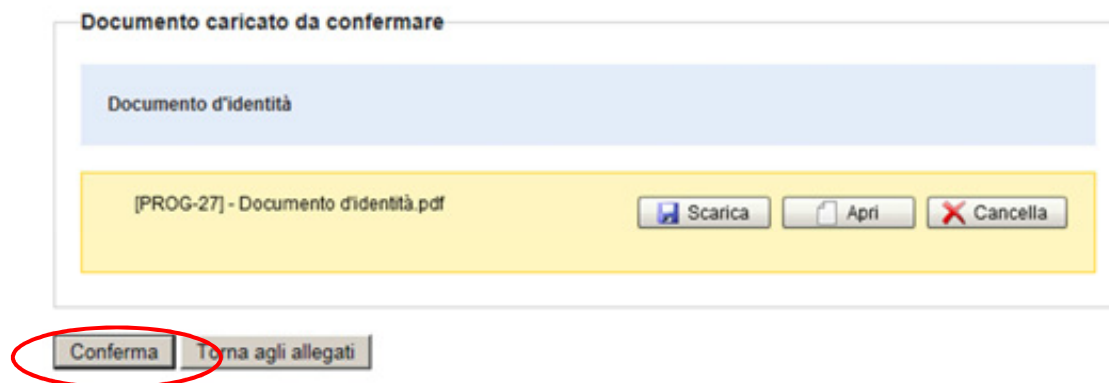 Documento caricato da confermare
Documento d'identità
[PROG-27] - Documento d'identità.pdf Scarica Apri Cancella
Conferma Torna agli allegati